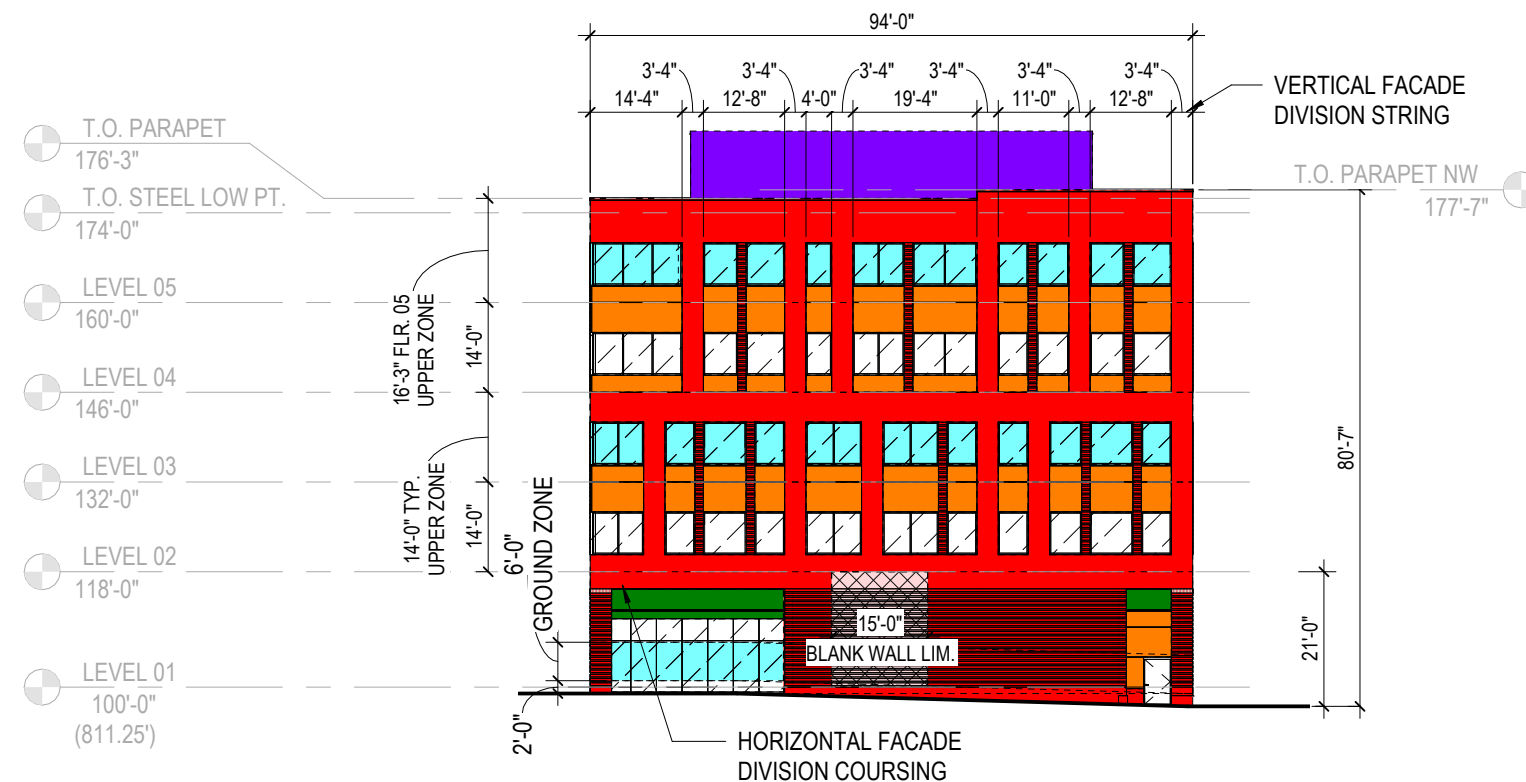 94'-0"
3'-4" 3'-4" 3'-4" 3'-4" 3'-4" 3'-4"
14'-4" 12'-8" 4'-0" 19'-4" 11'-0" 12'-8"
VERTICAL FACADE
DIVISION STRING
T.O. PARAPET
176'-3"
T.O. STEEL LOW PT.
174'-0"
T.O. PARAPET NW
177'-7"
LEVEL 05
160'-0"
LEVEL 04
146'-0"
LEVEL 03
132'-0"
LEVEL 02
118'-0"
LEVEL 01
100'-0"
(811.25')
16'-3" FLR. 05
UPPER ZONE
14'-0"
14'-0" TYP.
UPPER ZONE
14'-0"
6'-0"
GROUND ZONE
2'-0"
15'-0"
BLANK WALL LIM.
80'-7"
21'-0"
HORIZONTAL FACADE
DIVISION COURSING